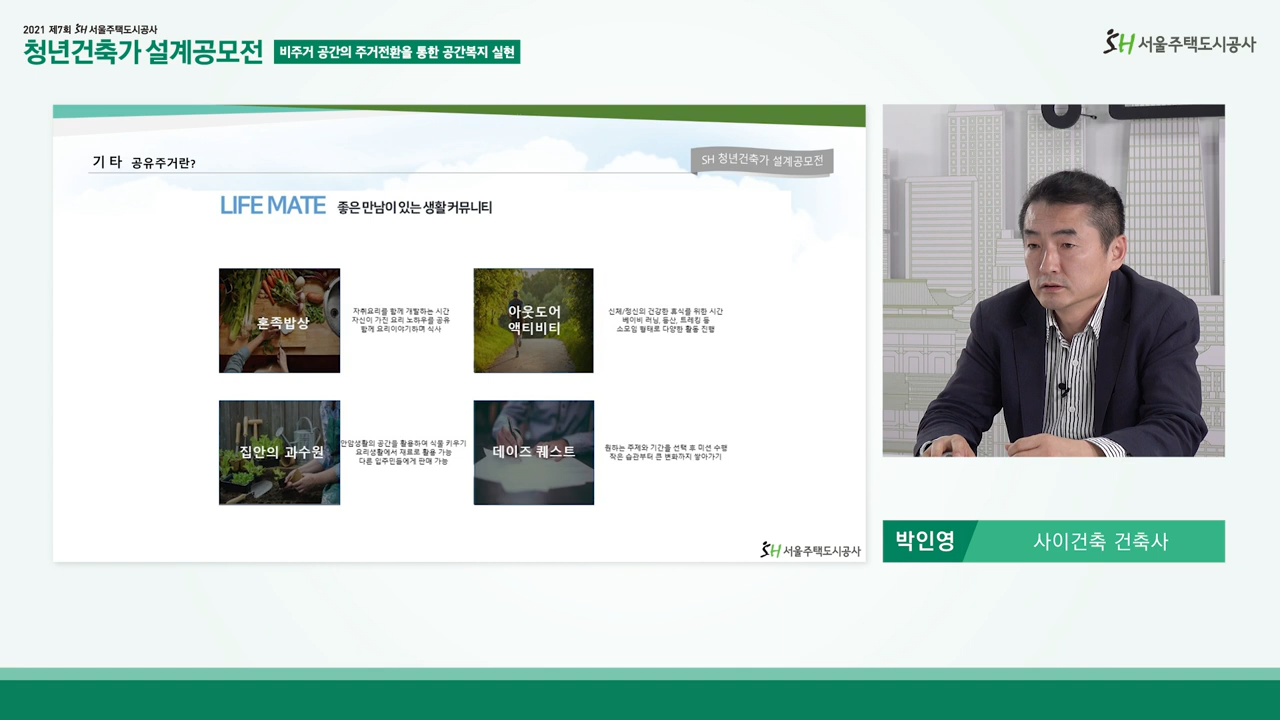 2021 제7회 SH 서울주택도시공사
청년건축가 설계공모전 비주거 공간의 주거전환을 통한 공간복지 실현
SH 서울주택도시공사
기 타 공유주거란?
SH 청년건축가 설계공모전
LIFE MATE 좋은 만남이 있는 생활 커뮤니티
혼족밥상
자취요리를 함께 개발하는 시간
자신이 가진 요리 노하우를 공유
함께 요리이야기하며 식사
아웃도어
액티비티
신체/정신의 건강한 휴식을 위한 시간
베이비 러닝, 등산, 트레킹 등
소모임 형태로 다양한 활동 진행
집안의 과수원
안암생활의 공간을 활용하여 식물 키우기
요리생활에서 재료로 활용 가능
다른 입주민들에게 판매 가능
데이즈 퀘스트
원하는 주제와 기간을 선택 후 미션 수행
작은 습관부터 큰 변화까지 쌓아가기
SH 서울주택도시공사
박인영 사이건축 건축사